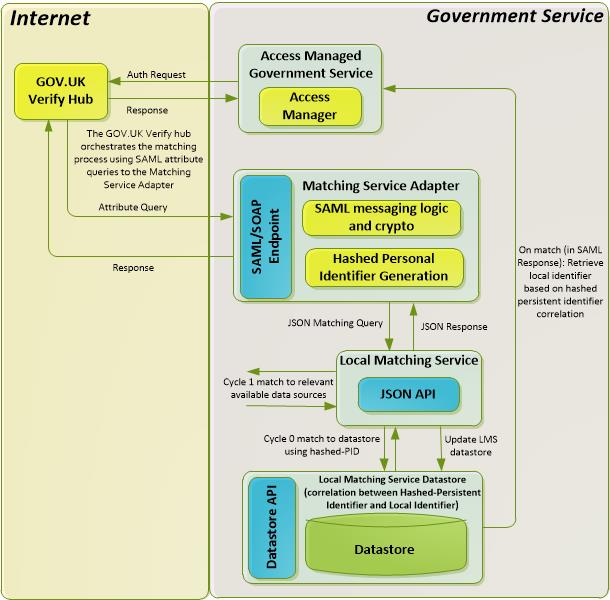 Internet
Government Service
GOV.UK
Verify Hub
Auth Request
Response
Access Managed
Government Service
Access
Manager
The GOV.UK Verify hub
orchestrates the matching
process using SAML attribute
queries to the Matching
Service Adapter
Attribute Query
Response
SAML/SOAP
Endpoint
Matching Service Adapter
SAML messaging logic
and crypto
Hashed Personal
Identifier Generation
On match (in SAML
Response): Retrieve
local identifier
based on hashed
persistent identifier
correlation
JSON Matching Query
JSON Response
Local Matching Service
JSON API
Cycle 1 match to relevant
available data sources
Cycle 0 match to datastore
using hashed-PID
Update LMS
datastore
Datastore API
Local Matching Service Datastore
(correlation between Hashed-Persistent
Identifier and Local Identifier)
Datastore